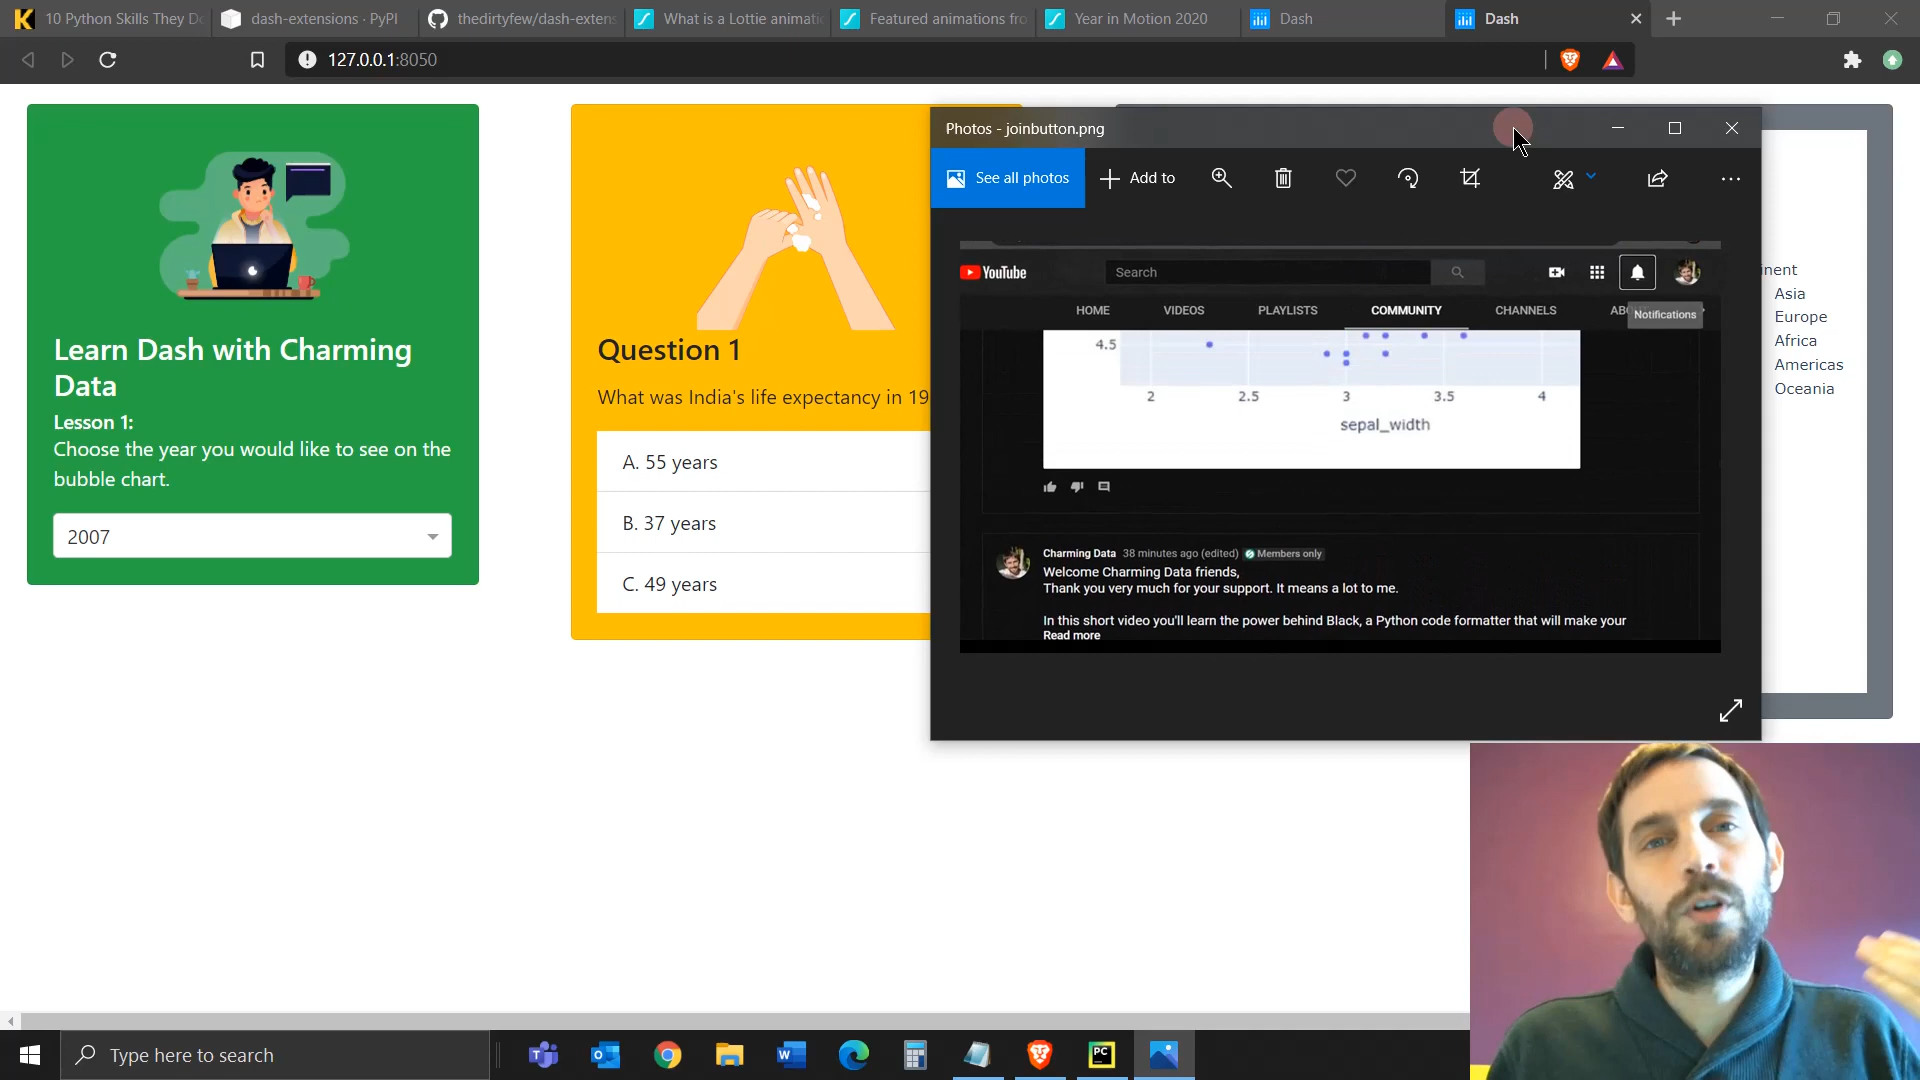 10 Python Skills They D
dash-extensions · PyPI
thedirtyfew/dash-extens
What is a Lottie animati
Featured animations fro
Year in Motion 2020
Dash
Dash
127.0.0.1:8050
Learn Dash with Charming
Data
Lesson 1:
Choose the year you would like to see on the
bubble chart.
2007
Question 1
What was India's life expectancy in 19
A. 55 years
B. 37 years
C. 49 years
Photos - joinbutton.png
See all photos
Add to
YouTube
Search
HOME VIDEOS PLAYLISTS COMMUNITY CHANNELS AB
Notifications
4.5
2 2.5 3 3.5 4
sepal_width
Charming Data 38 minutes ago (edited) Members only
Welcome Charming Data friends,
Thank you very much for your support. It means a lot to me.
In this short video you'll learn the power behind Black, a Python code formatter that will make your
Read more
inent
Asia
Europe
Africa
Americas
Oceania
Type here to search